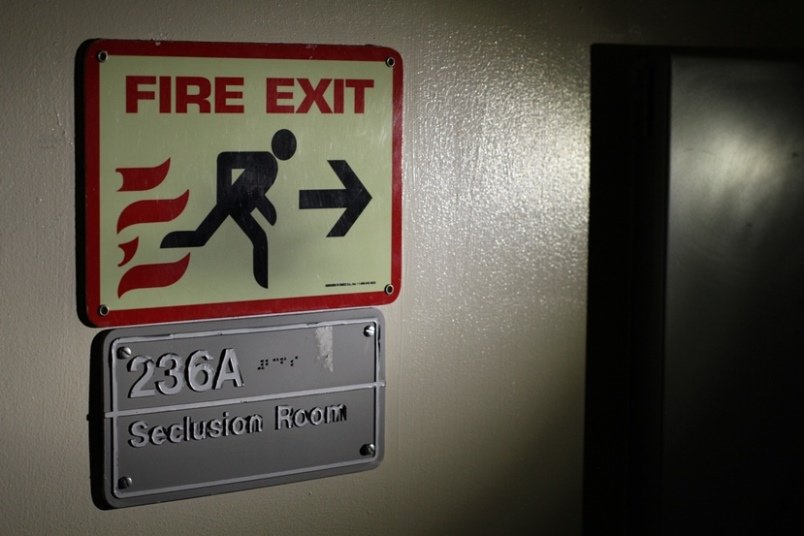 FIRE EXIT
236A
Seclusion Room